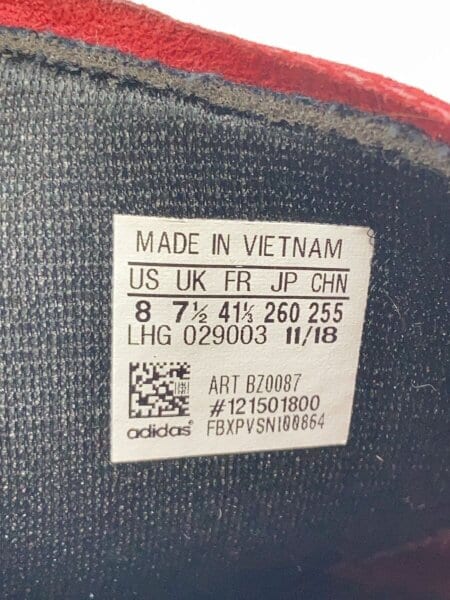 MADE IN VIETNAM
US UK FR JP CHN
8 7½ 41⅓ 260 255
LHG 029003 11/18
ART BZ0087
#121501800
adidas® FBXPVSNI00864